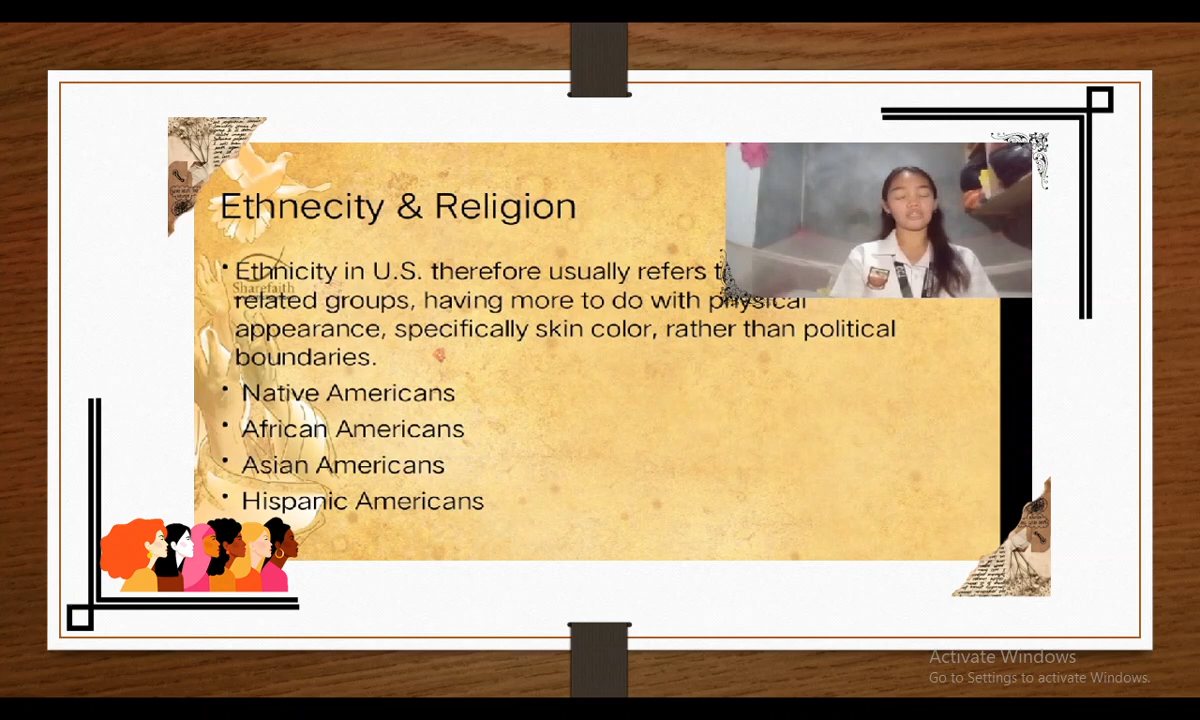 Ethnecity & Religion
• Ethnicity in U.S. therefore usually refers
Sharefaith
related groups, having more to do with physical
appearance, specifically skin color, rather than political
boundaries.
• Native Americans
• African Americans
• Asian Americans
• Hispanic Americans
Activate Windows
Go to Settings to activate Windows.